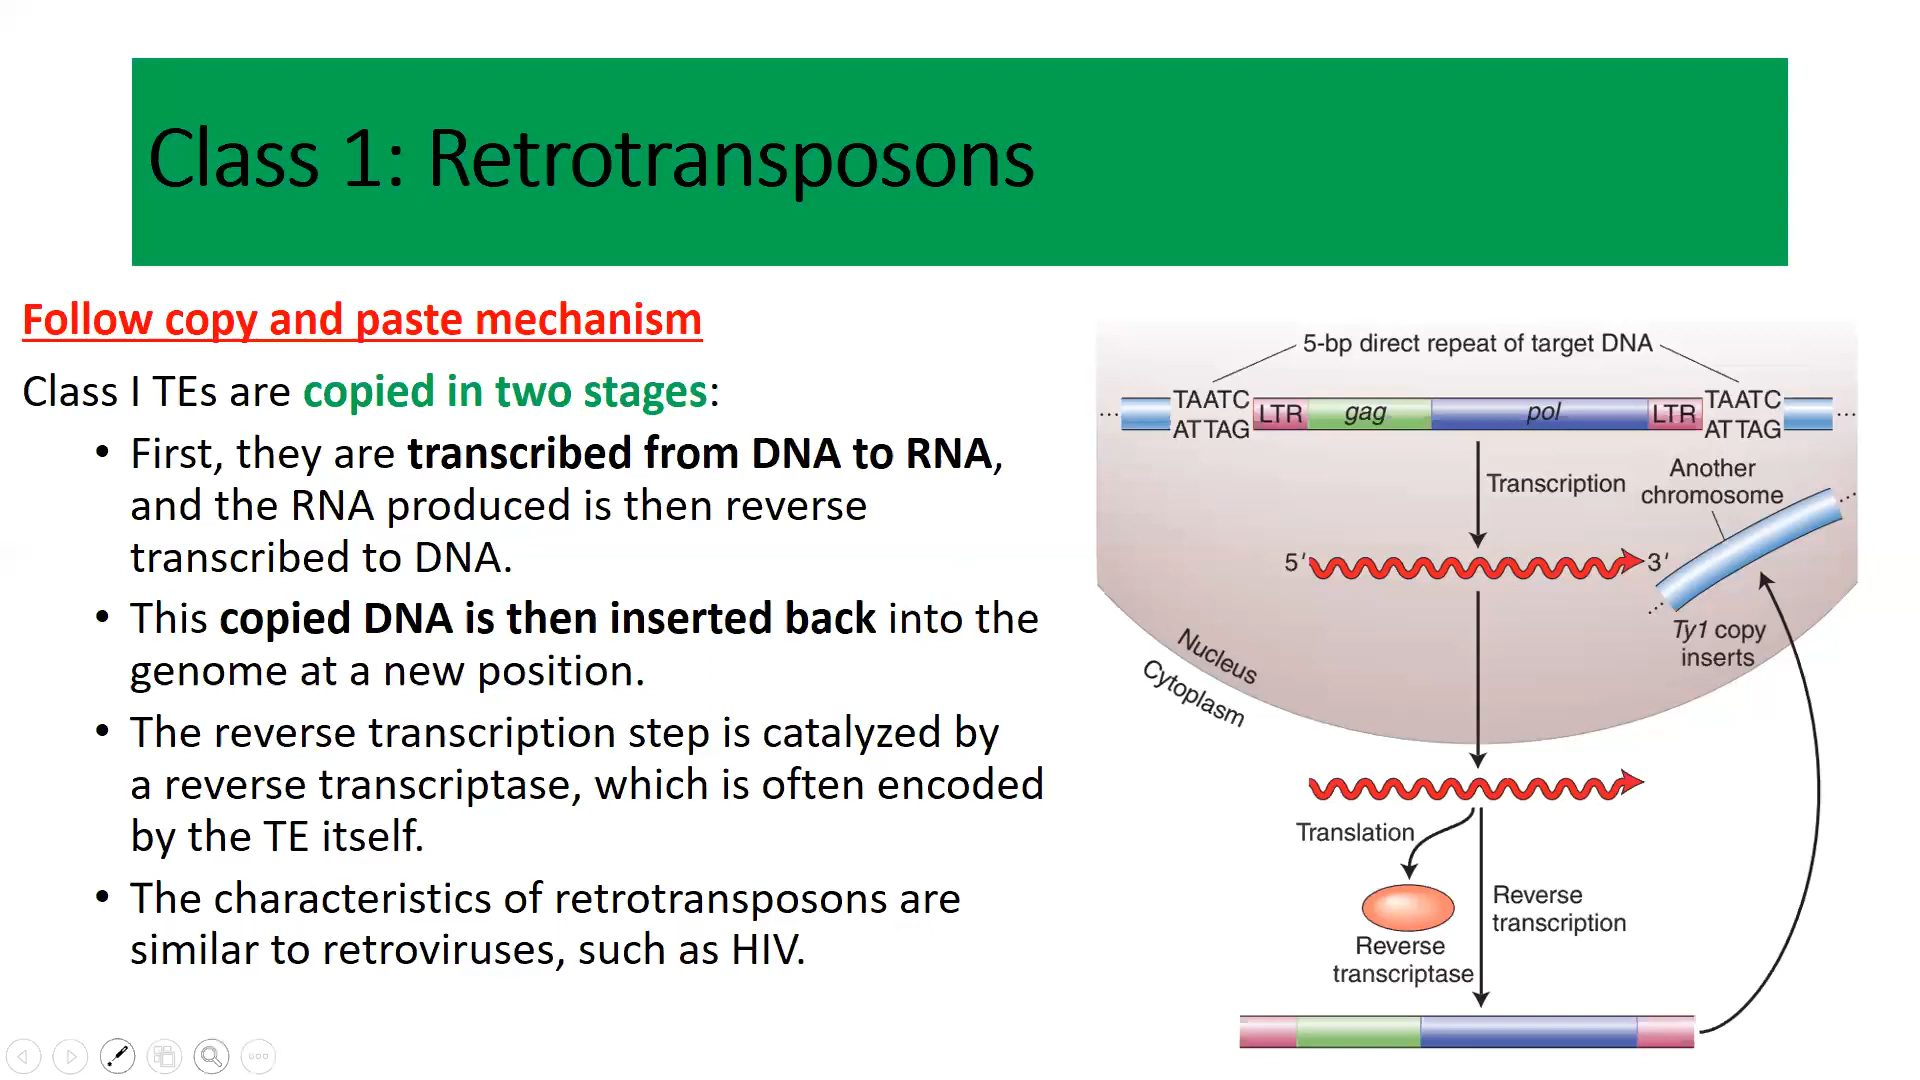 Class 1: Retrotransposons
Follow copy and paste mechanism
Class I TEs are copied in two stages:
• First, they are transcribed from DNA to RNA,
and the RNA produced is then reverse
transcribed to DNA.
• This copied DNA is then inserted back into the
genome at a new position.
• The reverse transcription step is catalyzed by
a reverse transcriptase, which is often encoded
by the TE itself.
• The characteristics of retrotransposons are
similar to retroviruses, such as HIV.
5-bp direct repeat of target DNA
TAATC
ATTAG
LTR
gag
pol
LTR
TAATC
ATTAG
Transcription
Another
chromosome
5'
3'
Ty1 copy
inserts
Nucleus
Cytoplasm
Translation
Reverse
transcription
Reverse
transcriptase